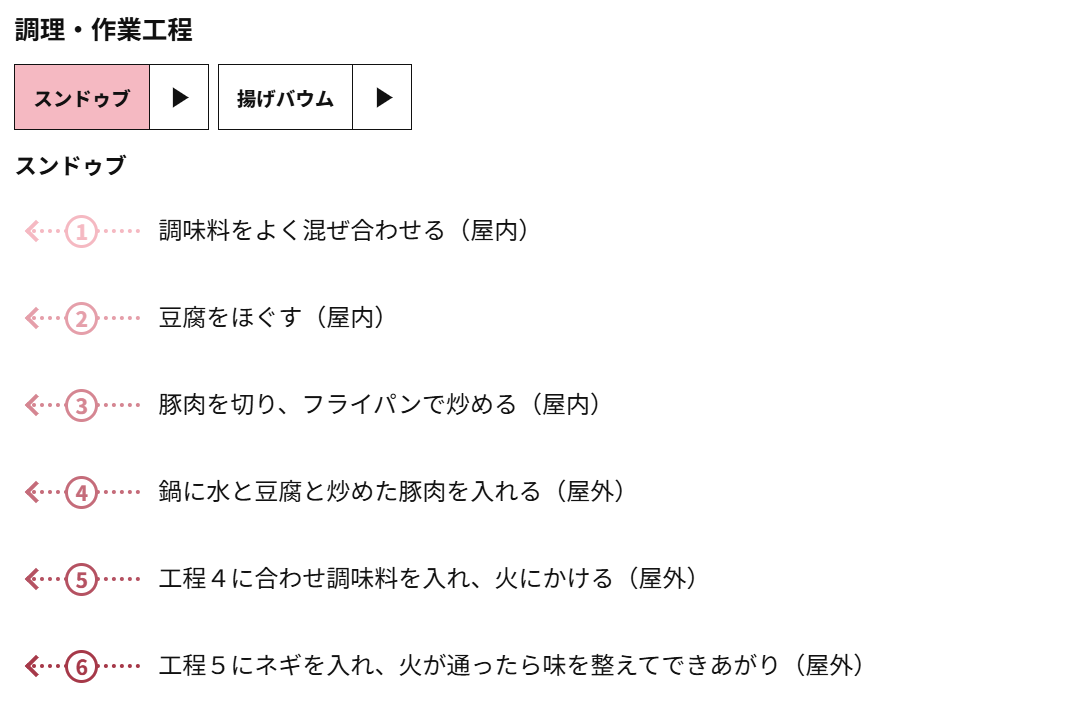 調理・作業工程
スンドゥブ ▶ 揚げバウム ▶
スンドゥブ
1 調味料をよく混ぜ合わせる（屋内）
2 豆腐をほぐす（屋内）
3 豚肉を切り、フライパンで炒める（屋内）
4 鍋に水と豆腐と炒めた豚肉を入れる（屋外）
5 工程４に合わせ調味料を入れ、火にかける（屋外）
6 工程５にネギを入れ、火が通ったら味を整えてできあがり（屋外）